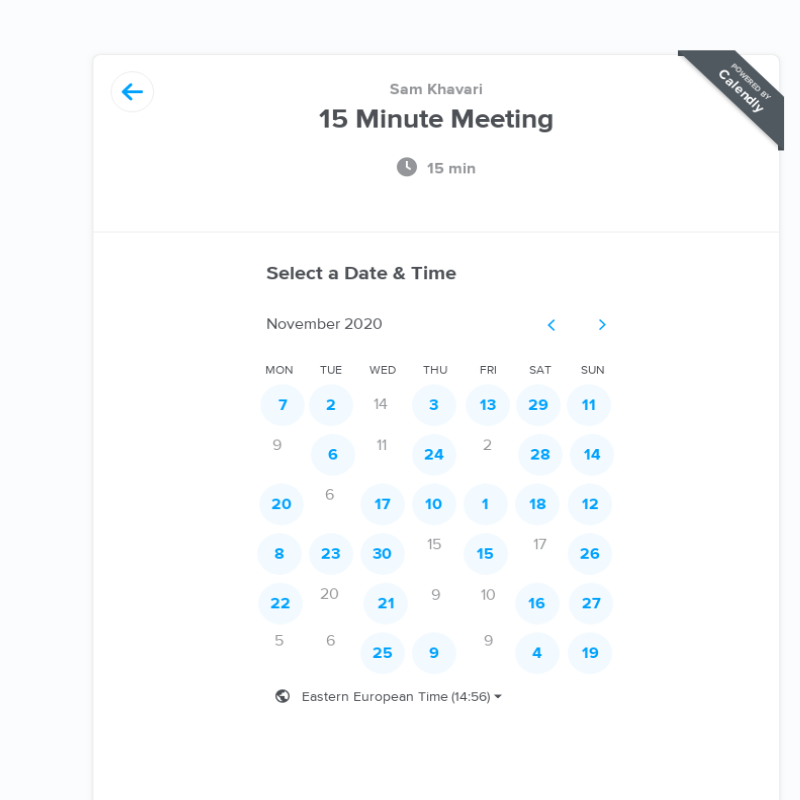 POWERED BY
Calendly
Sam Khavari
15 Minute Meeting
15 min
Select a Date & Time
November 2020
MON TUE WED THU FRI SAT SUN
7 2 14 3 13 29 11
9 6 11 24 2 28 14
20 6 17 10 1 18 12
8 23 30 15 15 17 26
22 20 21 9 10 16 27
5 6 25 9 9 4 19
Eastern European Time (14:56)